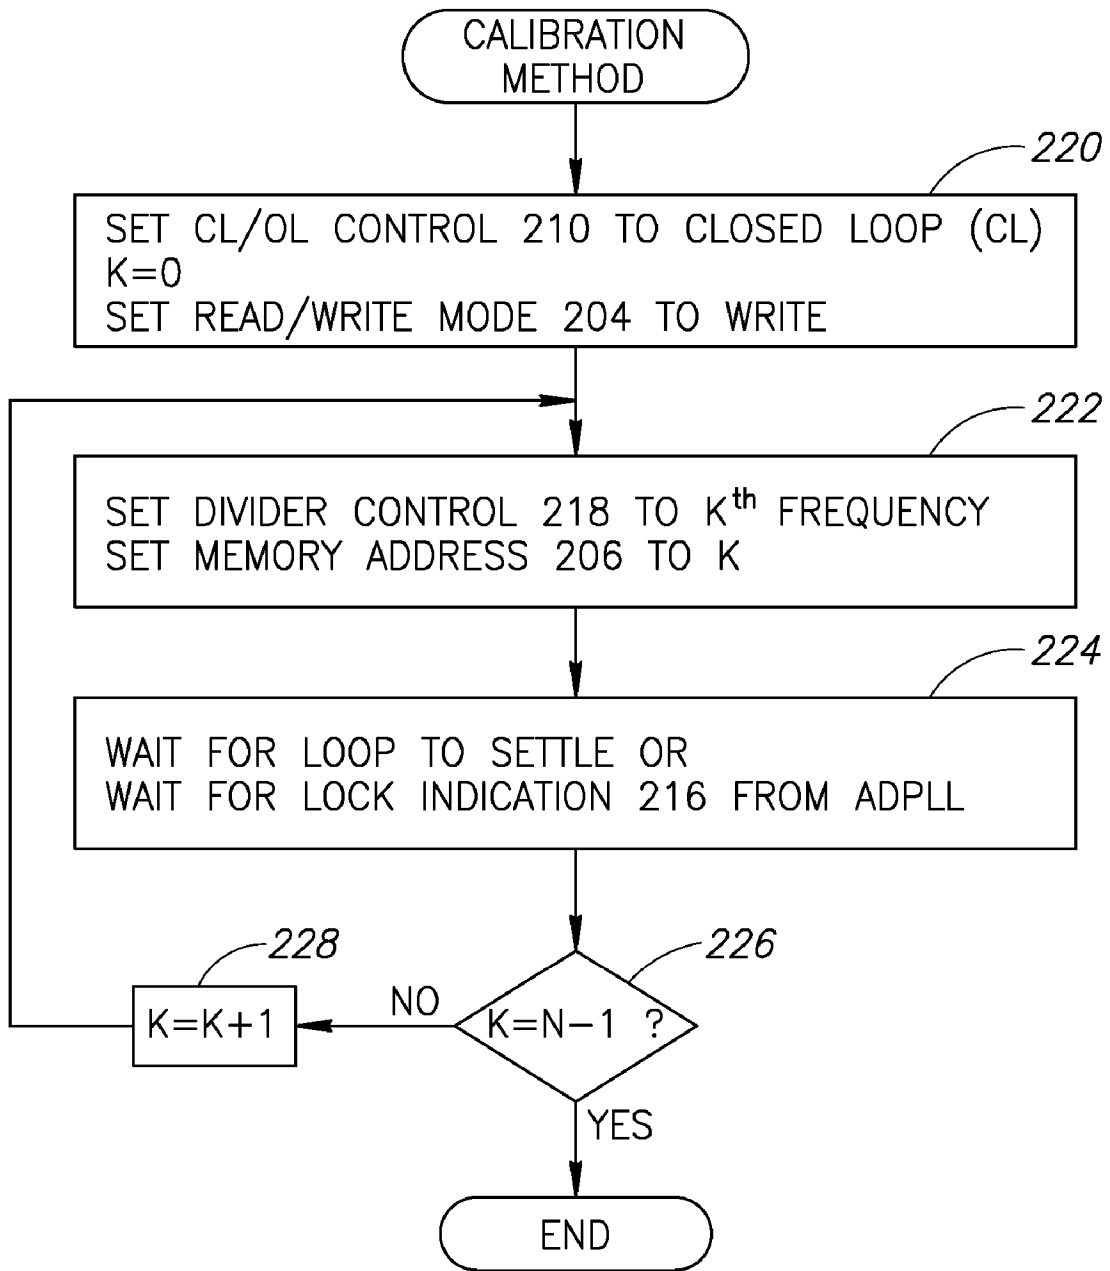 CALIBRATION
METHOD
220
SET CL/OL CONTROL 210 TO CLOSED LOOP (CL)
K=0
SET READ/WRITE MODE 204 TO WRITE
222
SET DIVIDER CONTROL 218 TO Kth FREQUENCY
SET MEMORY ADDRESS 206 TO K
224
WAIT FOR LOOP TO SETTLE OR
WAIT FOR LOCK INDICATION 216 FROM ADPLL
228
226
K=K+1
NO
K=N-1 ?
YES
END